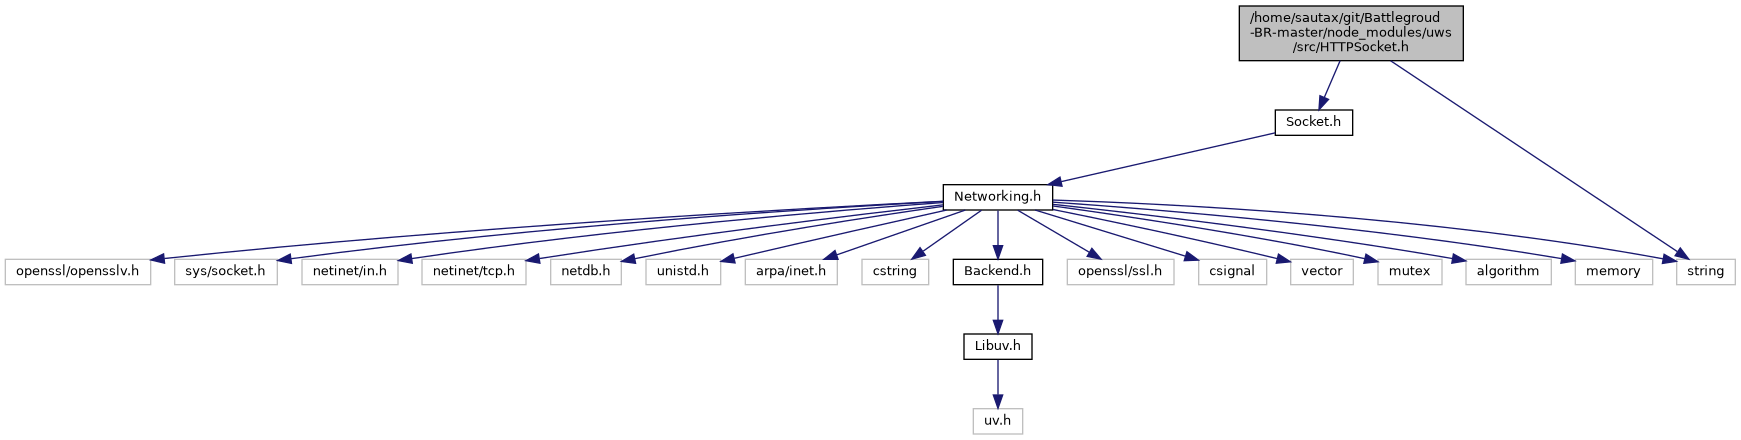 /home/sautax/git/Battlegroud
-BR-master/node_modules/uws
/src/HTTPSocket.h
Socket.h
Networking.h
openssl/opensslv.h
sys/socket.h
netinet/in.h
netinet/tcp.h
netdb.h
unistd.h
arpa/inet.h
cstring
Backend.h
openssl/ssl.h
csignal
vector
mutex
algorithm
memory
string
Libuv.h
uv.h